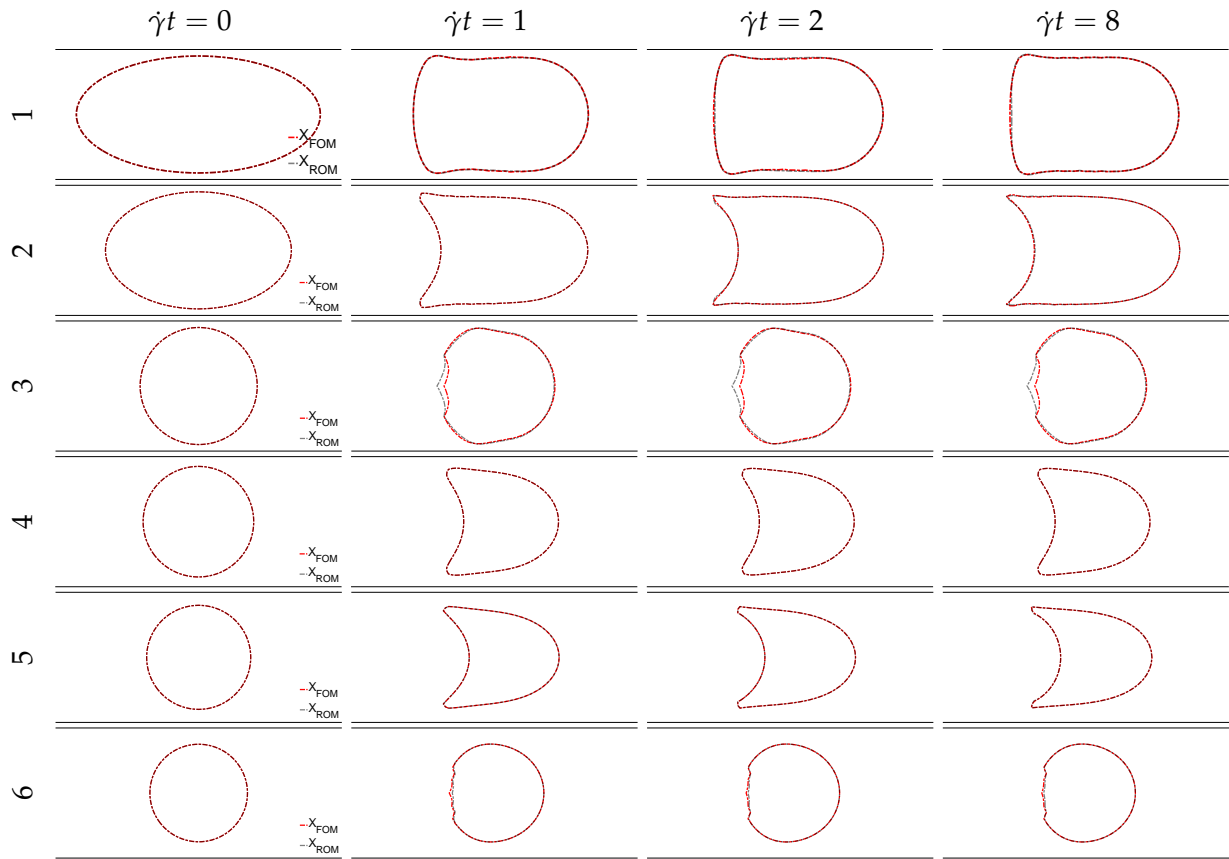 γ̇t = 0 γ̇t = 1 γ̇t = 2 γ̇t = 8
1
X_FOM
X_ROM
2
X_FOM
X_ROM
3
X_FOM
X_ROM
4
X_FOM
X_ROM
5
X_FOM
X_ROM
6
X_FOM
X_ROM